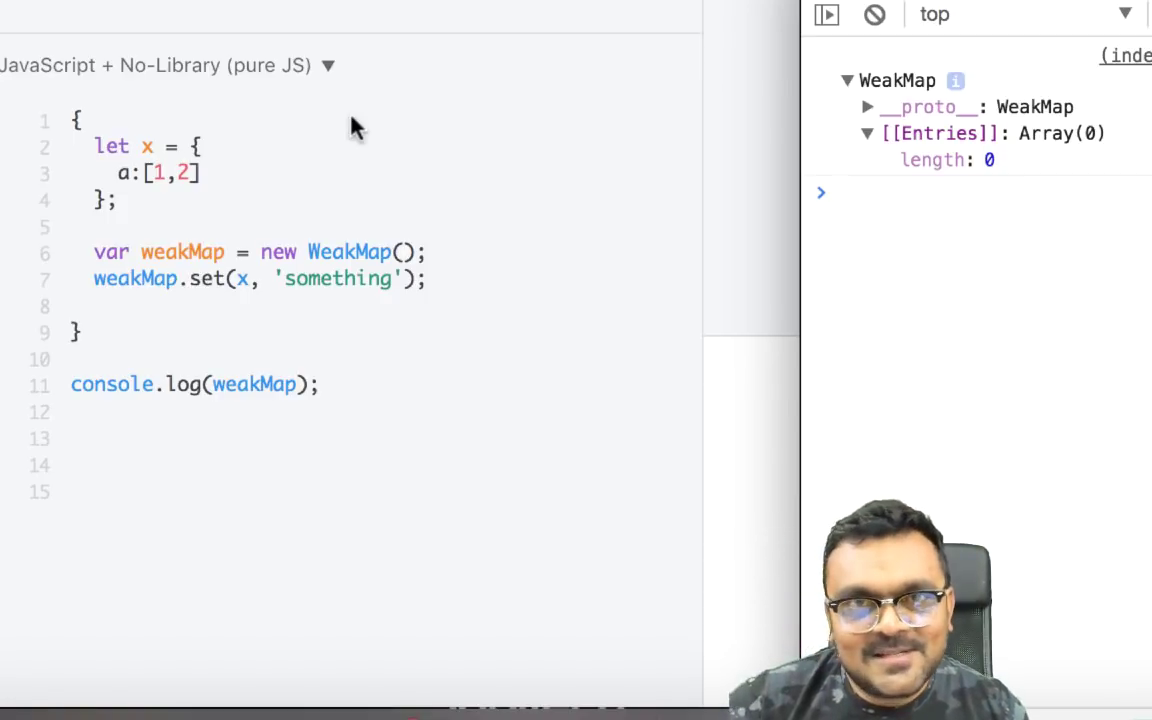 JavaScript + No-Library (pure JS) ▼
1 {
2 let x = {
3 a:[1,2]
4 };
5
6 var weakMap = new WeakMap();
7 weakMap.set(x, 'something');
8
9 }
10
11 console.log(weakMap);
12
13
14
15
top ▼
(inde
▼ WeakMap i
▶ __proto__: WeakMap
▼ [[Entries]]: Array(0)
length: 0
>